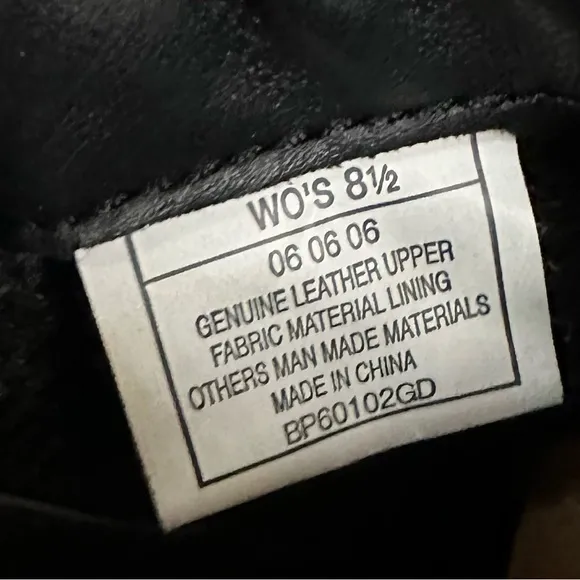 WO'S 8½
06 06 06
GENUINE LEATHER UPPER
FABRIC MATERIAL LINING
OTHERS MAN MADE MATERIALS
MADE IN CHINA
BP60102GD